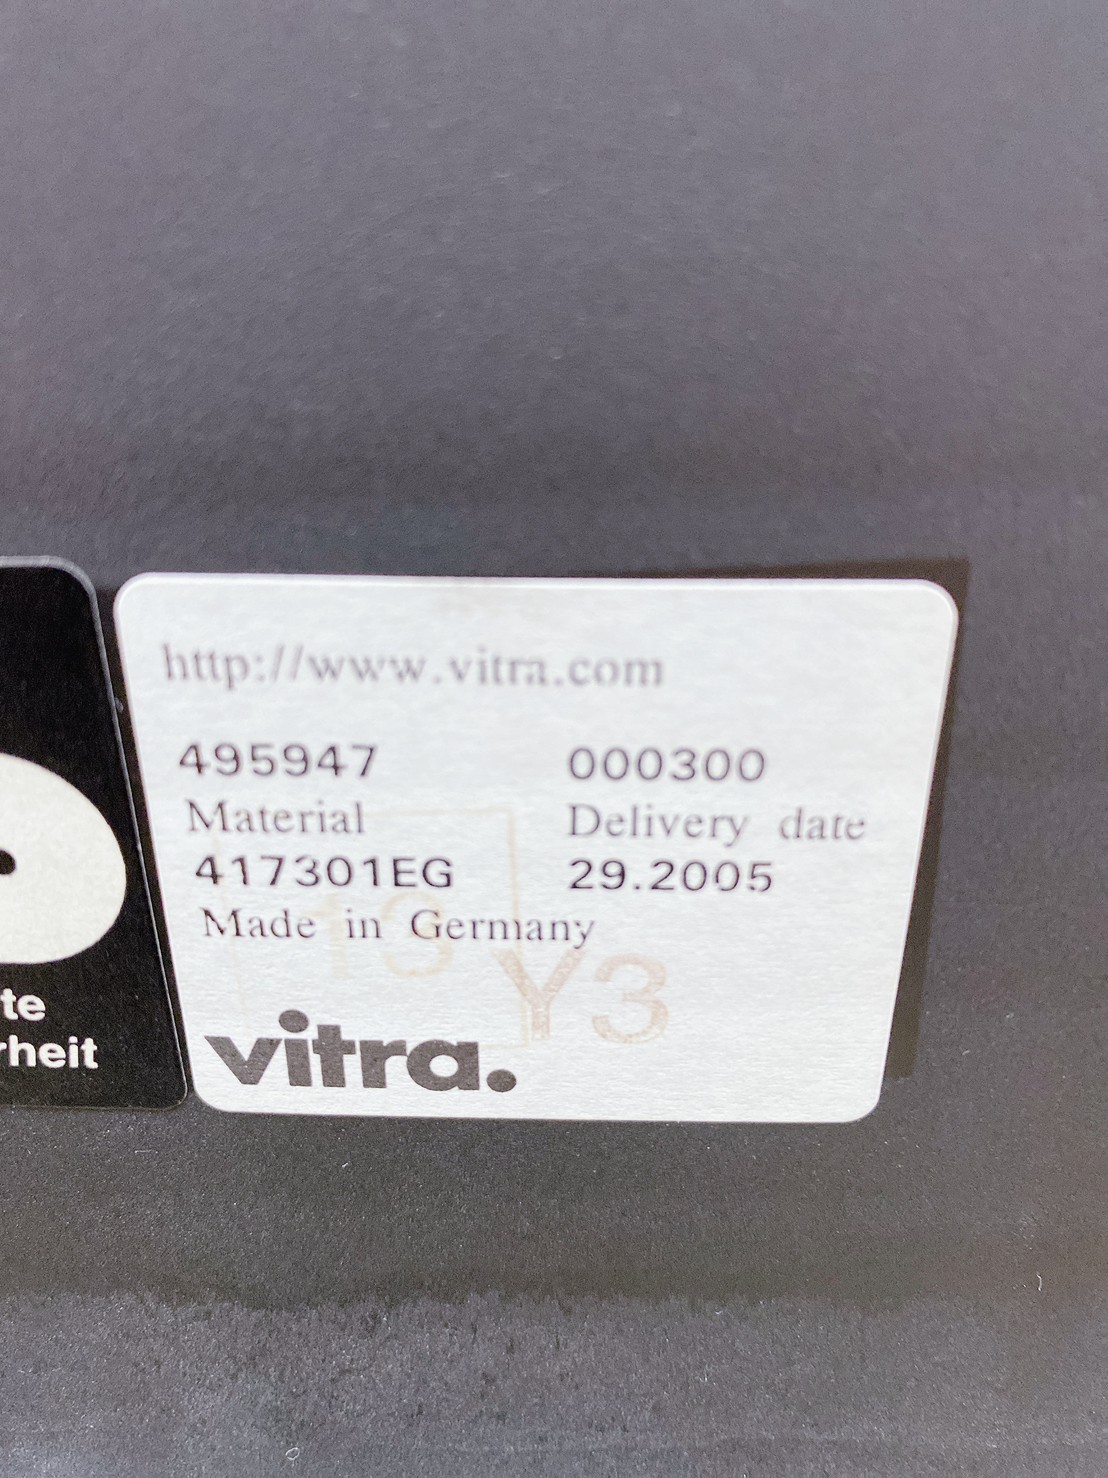 http://www.vitra.com
495947 000300
Material Delivery date
417301EG 29.2005
Made in Germany
13
Y3
vitra.
te
rheit